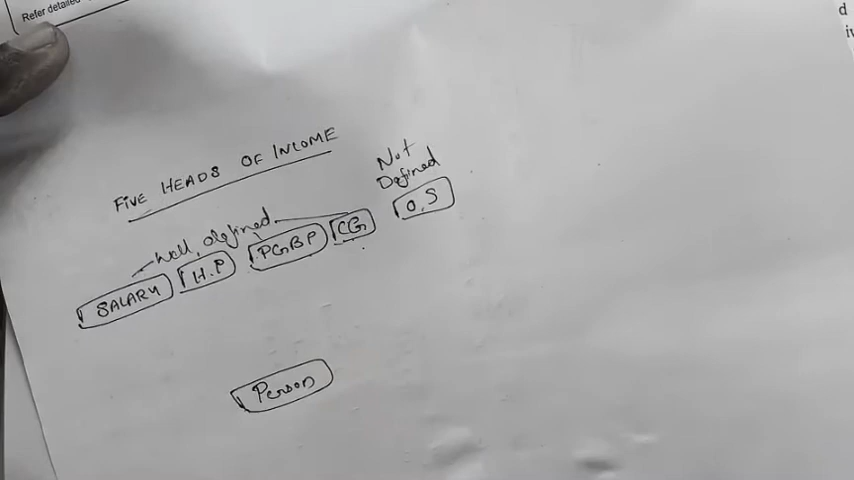 Refer detailed
d
FIVE HEADS OF INCOME
Not
Defined
Well defined
SALARY H.P PGBP CG O.S
Person